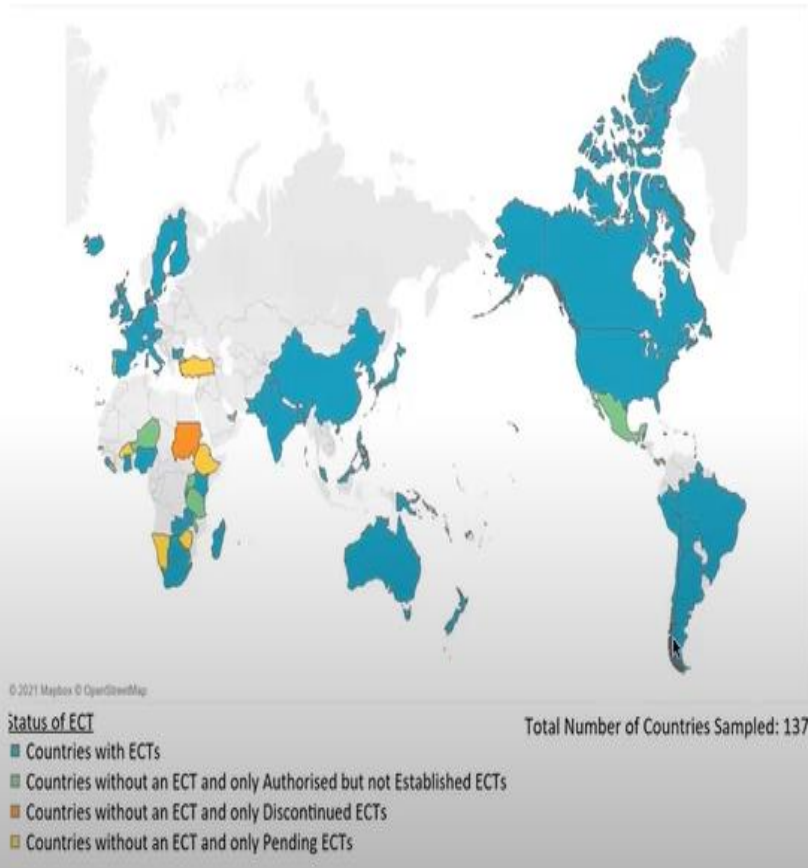 © 2021 Mapbox © OpenStreetMap
Status of ECT
Total Number of Countries Sampled: 137
Countries with ECTs
Countries without an ECT and only Authorised but not Established ECTs
Countries without an ECT and only Discontinued ECTs
Countries without an ECT and only Pending ECTs